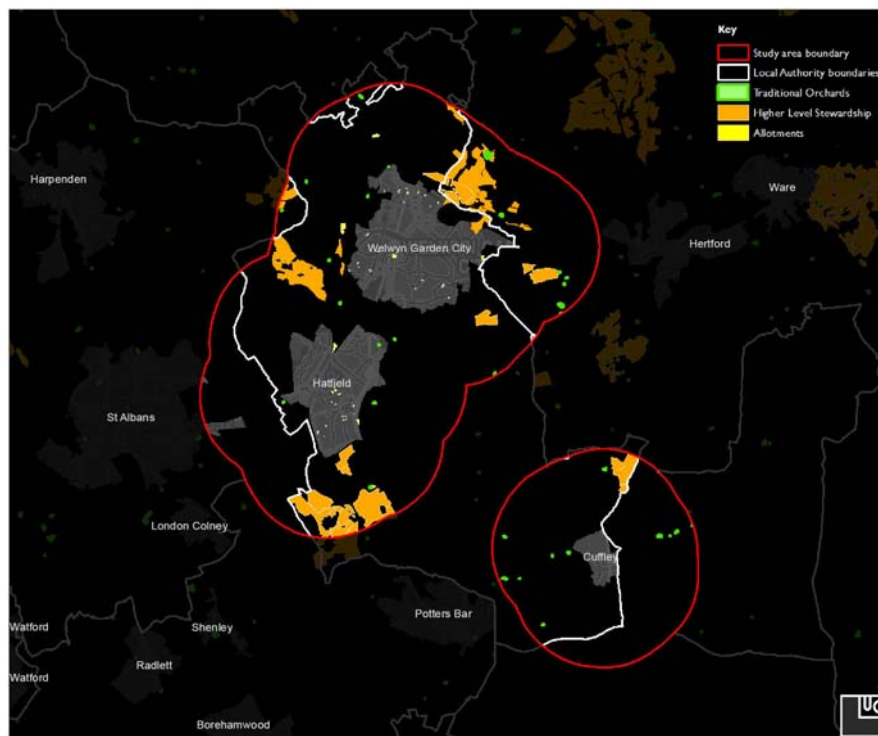 Key
Study area boundary
Local Authority boundaries
Traditional Orchards
Higher Level Stewardship
Allotments
Harpenden
Ware
Hertford
Welwyn Garden City
Hatfield
St Albans
London Colney
Cuffley
Potters Bar
Watford
Shenley
Radlett
Watford
Borehamwood